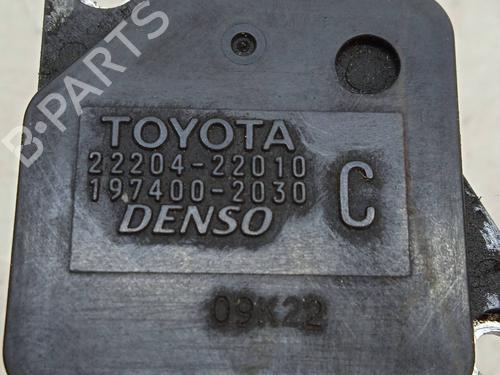 B·PARTS
TOYOTA
22204-22010
197400-2030
DENSO
C
09K22